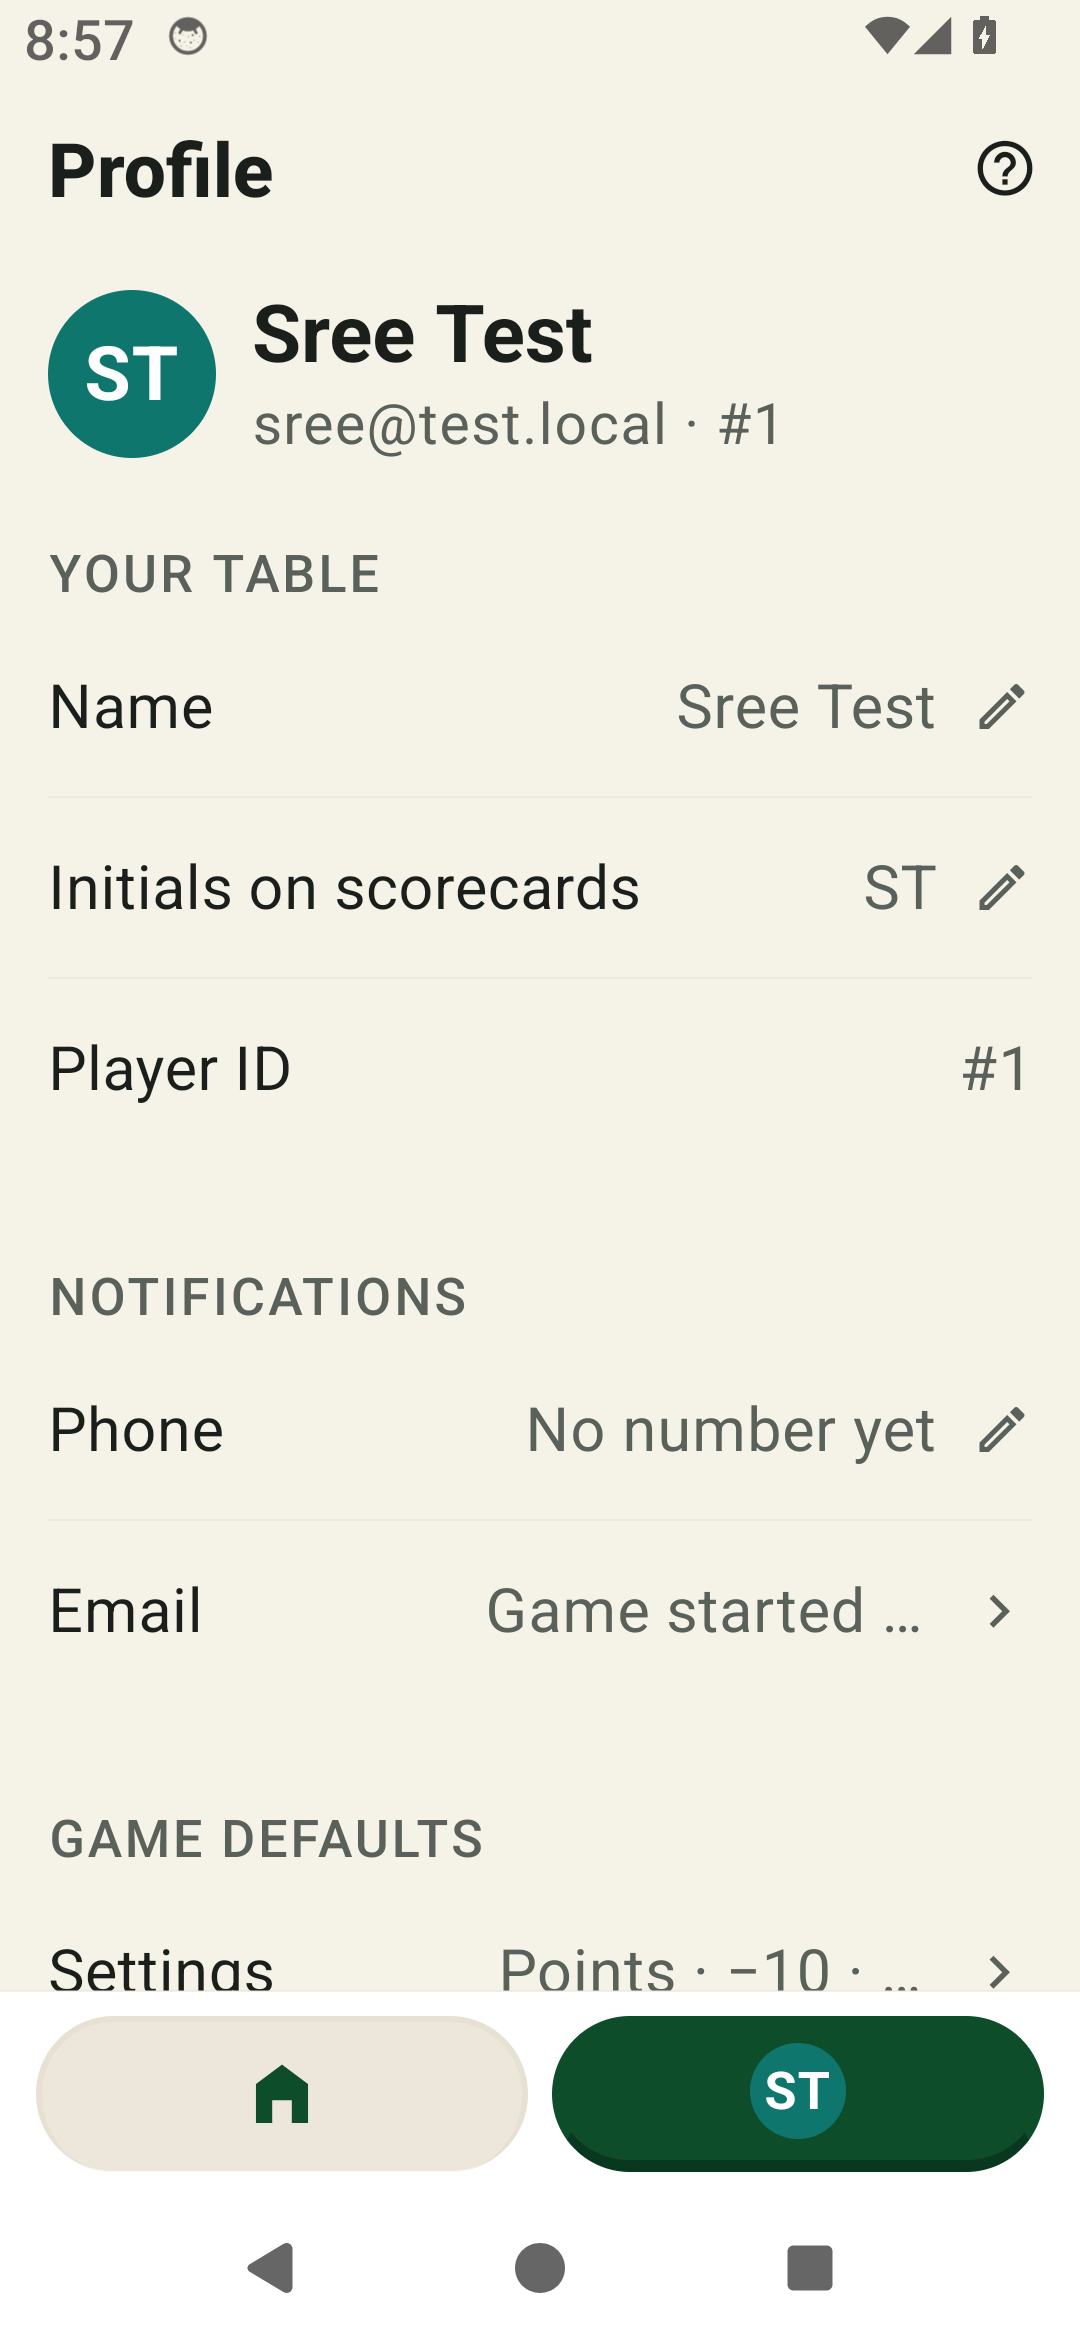 8:57
Profile
ST
Sree Test
sree@test.local · #1
YOUR TABLE
Name Sree Test
Initials on scorecards ST
Player ID #1
NOTIFICATIONS
Phone No number yet
Email Game started ...
GAME DEFAULTS
Settings Points · −10 · ...
ST